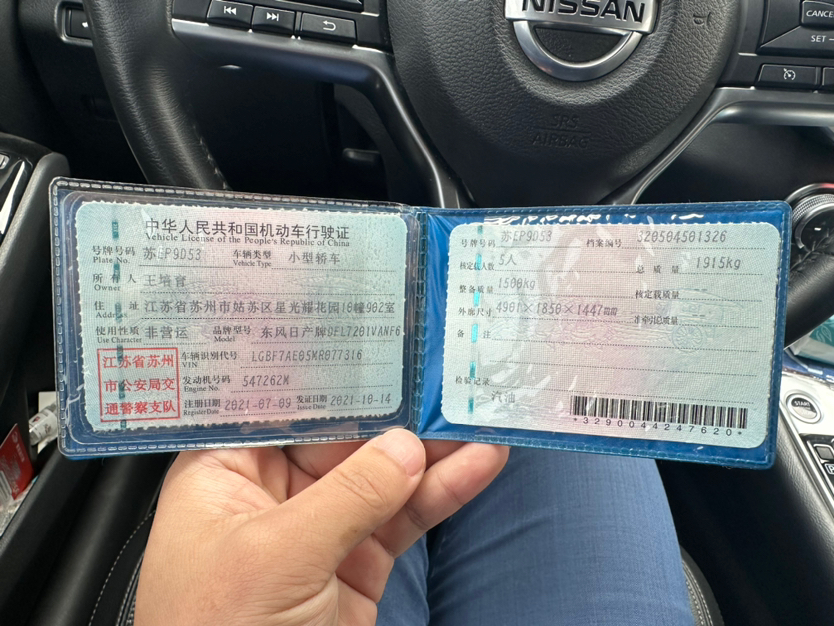 NISSAN
CANCEL
SET
SRS
AIRBAG
START
中华人民共和国机动车行驶证
Vehicle License of the People's Republic of China
号牌号码 苏EP9D53 车辆类型 小型轿车
Plate No. Vehicle Type
所有人 王培官
Owner
住址 江苏省苏州市姑苏区星光耀花园18幢902室
Address
使用性质 非营运 品牌型号 东风日产牌DFL7201VANF6
Use Character Model
江苏省苏州
市公安局交
通警察支队
车辆识别代号 LGBF7AE05MR077316
VIN
发动机号码 547262M
Engine No.
注册日期 2021-07-09 发证日期 2021-10-14
Register Date Issue Date
号牌号码 苏EP9D53 档案编号 320504501326
核定载人数 5人 总质量 1915kg
整备质量 1500kg 核定载质量
外廓尺寸 4901×1850×1447mm 准牵引总质量
备注
检验记录
汽油
*3290044247620*